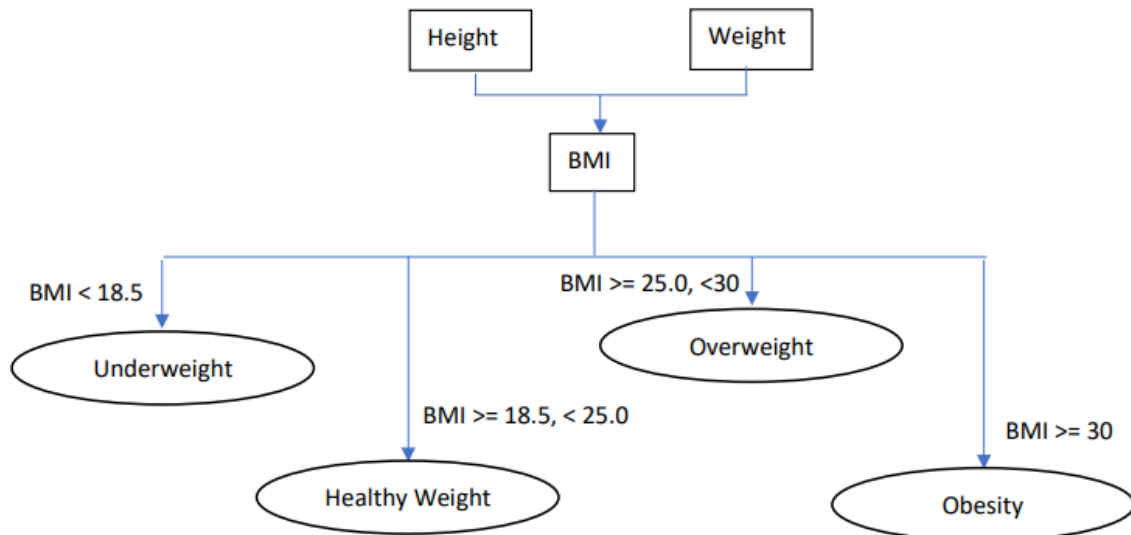 Height
Weight
BMI
BMI < 18.5
BMI >= 25.0, <30
Underweight
Overweight
BMI >= 18.5, < 25.0
BMI >= 30
Healthy Weight
Obesity